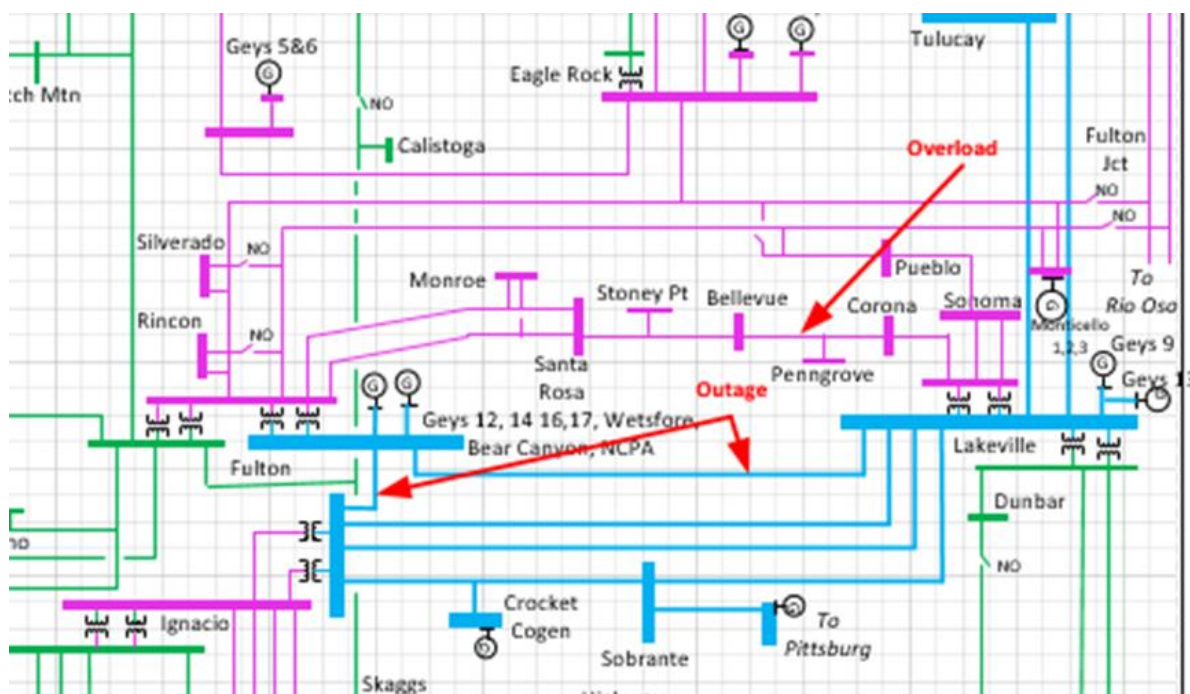 Tulucay
Geys 5&6
G
G
G
Eagle Rock
tch Mtn
NO
Calistoga
Overload
Fulton
Jct
NO
NO
Silverado
NO
Pueblo
To
Rio Oso
Monroe
Stoney Pt
Bellevue
Corona
Sonoma
G
Monticello
1,2,3
Rincon
NO
Santa
Rosa
Penngrove
Geys 9
G
Geys 13
G
Outage
G
G
Geys 12, 14 16,17, Wetsfore,
Bear Canyon, NCPA
Lakeville
Fulton
Dunbar
no
NO
Ignacio
Crocket
Cogen
G
G
To
Pittsburg
Sobrante
Skaggs